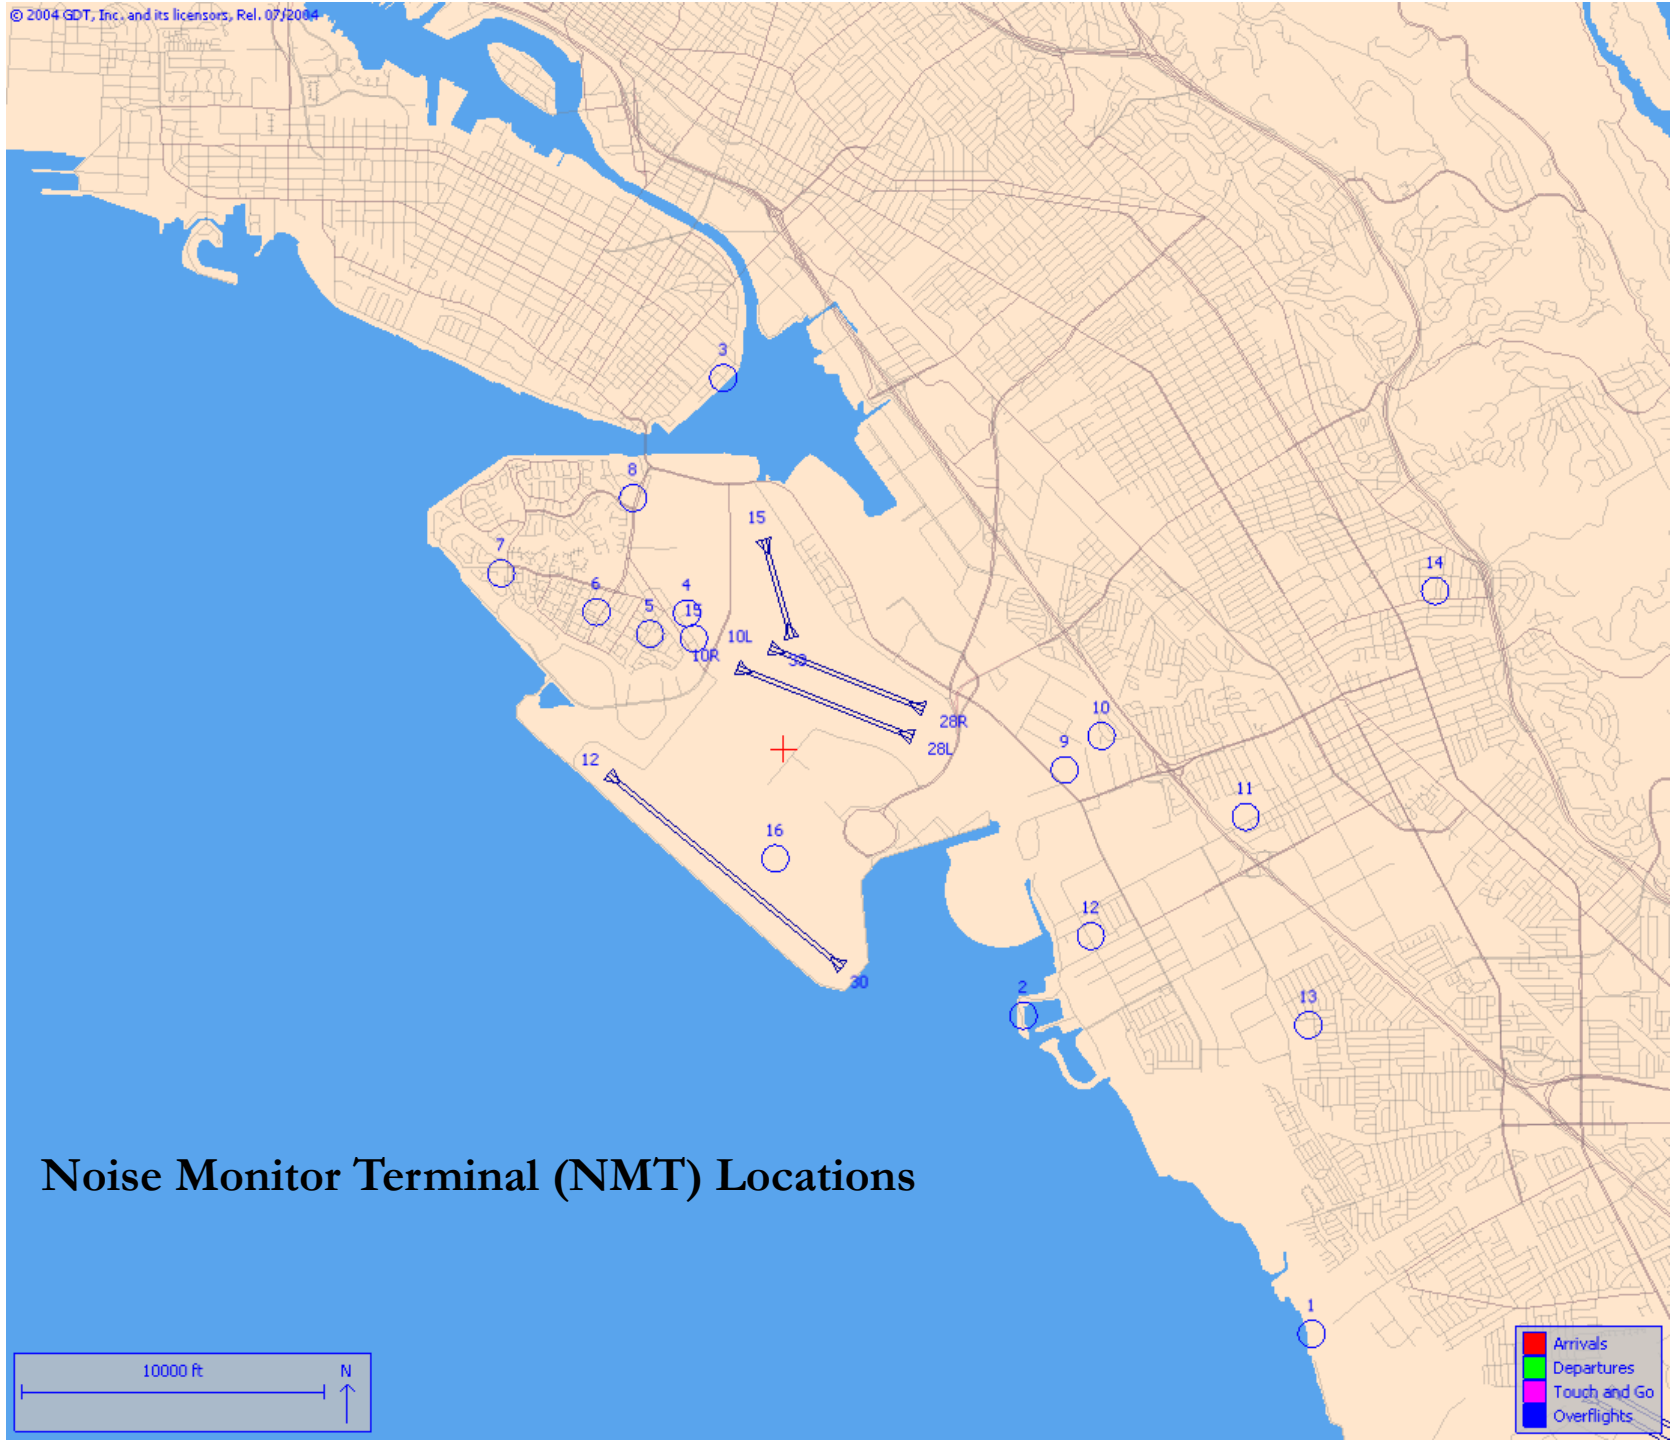 © 2004 GDT, Inc. and its licensors, Rel. 07/2004
3
8
15
7
14
6
4
5
15
10L
10R
33
10
28R
9
28L
12
11
16
12
30
2
13
Noise Monitor Terminal (NMT) Locations
1
10000 ft
N
Arrivals
Departures
Touch and Go
Overflights